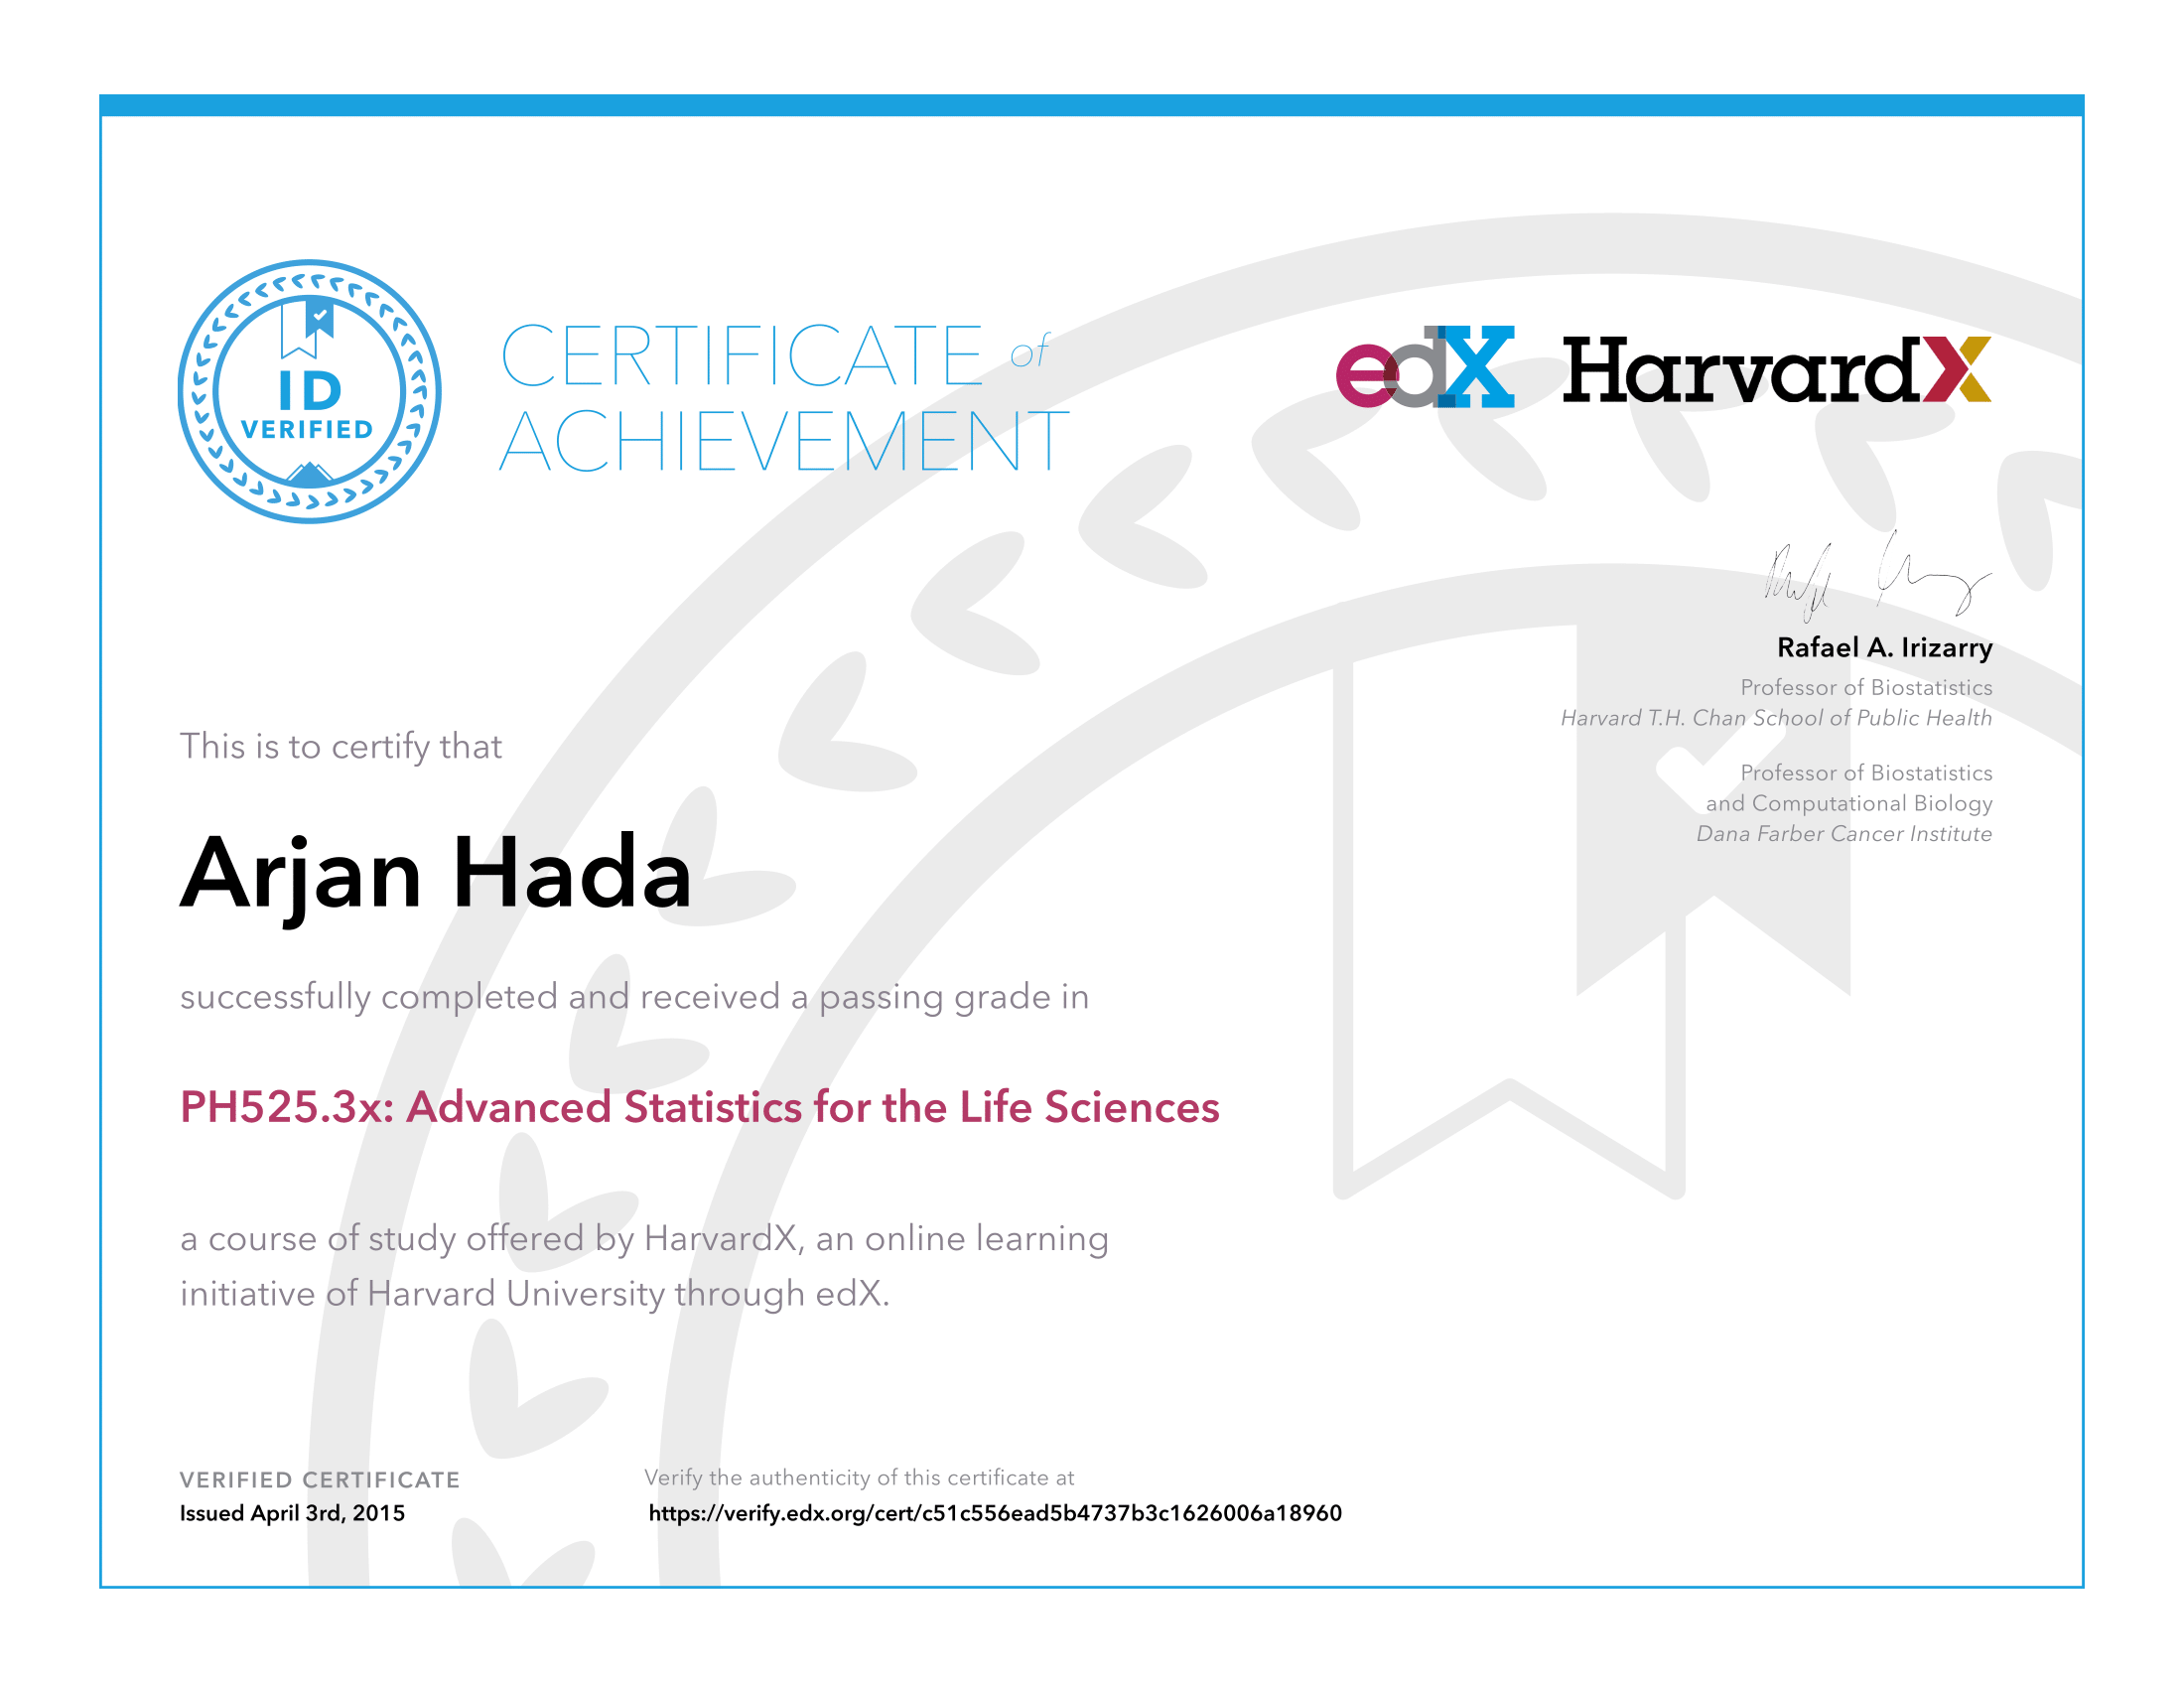 ID
VERIFIED
CERTIFICATE of
ACHIEVEMENT
edX HarvardX
Rafael A. Irizarry
Professor of Biostatistics
Harvard T.H. Chan School of Public Health
Professor of Biostatistics
and Computational Biology
Dana Farber Cancer Institute
This is to certify that
Arjan Hada
successfully completed and received a passing grade in
PH525.3x: Advanced Statistics for the Life Sciences
a course of study offered by HarvardX, an online learning
initiative of Harvard University through edX.
VERIFIED CERTIFICATE
Issued April 3rd, 2015
Verify the authenticity of this certificate at
https://verify.edx.org/cert/c51c556ead5b4737b3c1626006a18960